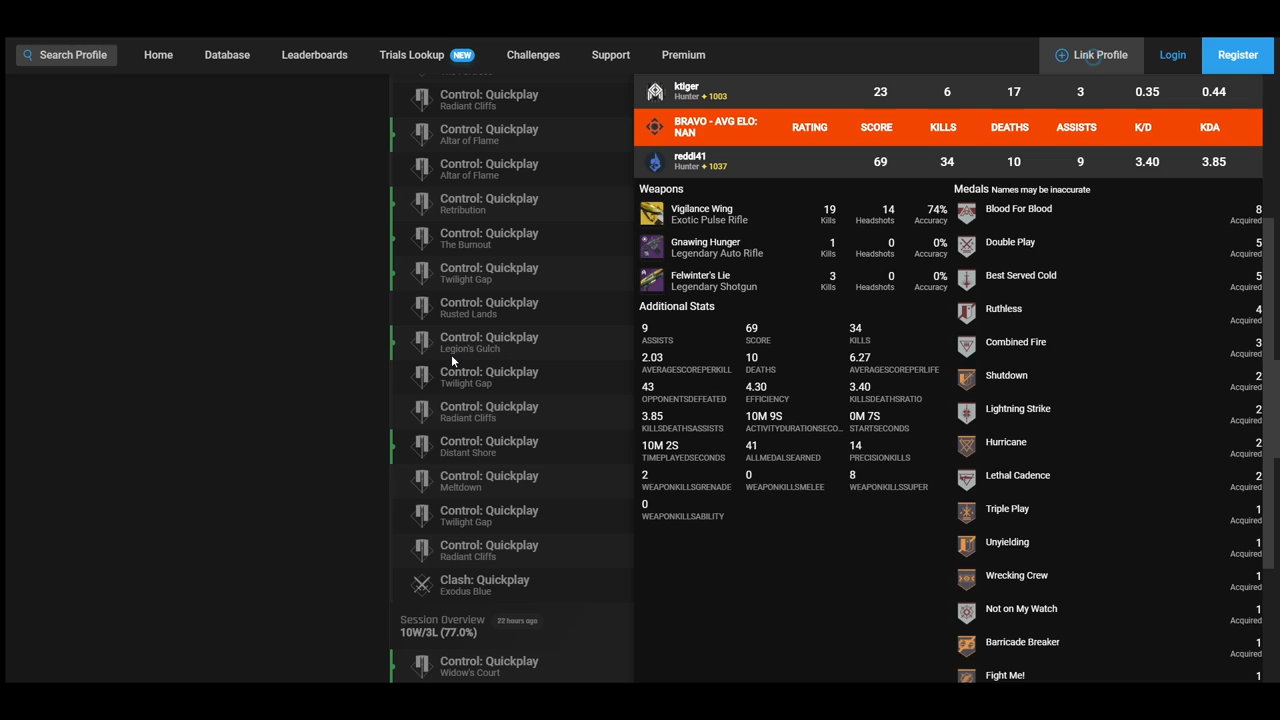 Search Profile
Home
Database
Leaderboards
Trials Lookup NEW
Challenges
Support
Premium
Link Profile
Login
Register
Control: Quickplay
Radiant Cliffs
Control: Quickplay
Altar of Flame
Control: Quickplay
Altar of Flame
Control: Quickplay
Retribution
Control: Quickplay
The Burnout
Control: Quickplay
Twilight Gap
Control: Quickplay
Rusted Lands
Control: Quickplay
Legion's Gulch
Control: Quickplay
Twilight Gap
Control: Quickplay
Radiant Cliffs
Control: Quickplay
Distant Shore
Control: Quickplay
Meltdown
Control: Quickplay
Twilight Gap
Control: Quickplay
Radiant Cliffs
Clash: Quickplay
Exodus Blue
Session Overview 22 hours ago
10W/3L (77.0%)
Control: Quickplay
Widow's Court
ktiger 23 6 17 3 0.35 0.44
Hunter ✦ 1003
BRAVO - AVG ELO: NAN RATING SCORE KILLS DEATHS ASSISTS K/D KDA
Hunter ✦ 1037 69 34 10 9 3.40 3.85
Weapons
Vigilance Wing 19 14 74%
Exotic Pulse Rifle Kills Headshots Accuracy
Gnawing Hunger 1 0 0%
Legendary Auto Rifle Kills Headshots Accuracy
Felwinter's Lie 3 0 0%
Legendary Shotgun Kills Headshots Accuracy
Additional Stats
9 69 34
ASSISTS SCORE KILLS
2.03 10 6.27
AVERAGESCOREPERKILL DEATHS AVERAGESCOREPERLIFE
43 4.30 3.40
OPPONENTSDEFEATED EFFICIENCY KILLSDEATHSRATIO
3.85 10M 9S 0M 7S
KILLSDEATHSASSISTS ACTIVITYDURATIONSECO... STARTSECONDS
10M 2S 41 14
TIMEPLAYEDSECONDS ALLMEDALSEARNED PRECISIONKILLS
2 0 8
WEAPONKILLSGRENADE WEAPONKILLSMELEE WEAPONKILLSSUPER
0
WEAPONKILLSABILITY
Medals Names may be inaccurate
Blood For Blood 8
Acquired
Double Play 5
Acquired
Best Served Cold 5
Acquired
Ruthless 4
Acquired
Combined Fire 3
Acquired
Shutdown 2
Acquired
Lightning Strike 2
Acquired
Hurricane 2
Acquired
Lethal Cadence 2
Acquired
Triple Play 1
Acquired
Unyielding 1
Acquired
Wrecking Crew 1
Acquired
Not on My Watch 1
Acquired
Barricade Breaker 1
Acquired
Fight Me! 1